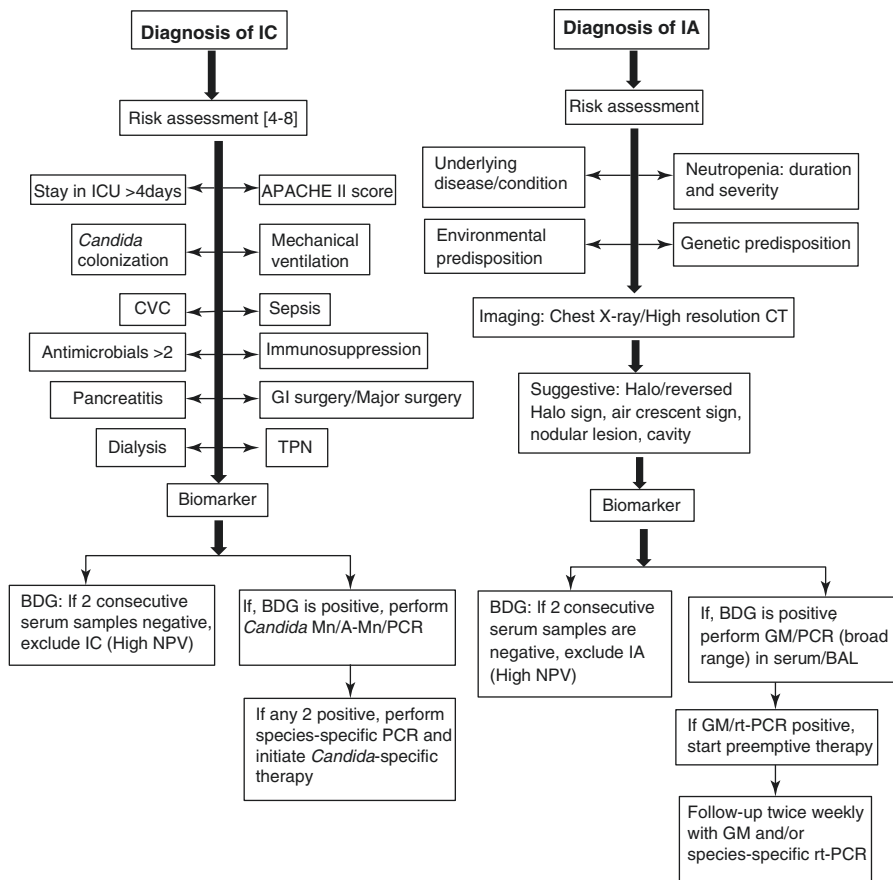 Diagnosis of IC
Risk assessment [4-8]
Stay in ICU >4days
APACHE II score
Candida
colonization
Mechanical
ventilation
CVC
Sepsis
Antimicrobials >2
Immunosuppression
Pancreatitis
GI surgery/Major surgery
Dialysis
TPN
Biomarker
BDG: If 2 consecutive
serum samples negative,
exclude IC (High NPV)
If, BDG is positive, perform
Candida Mn/A-Mn/PCR
If any 2 positive, perform
species-specific PCR and
initiate Candida-specific
therapy
Diagnosis of IA
Risk assessment
Underlying
disease/condition
Neutropenia: duration
and severity
Environmental
predisposition
Genetic predisposition
Imaging: Chest X-ray/High resolution CT
Suggestive: Halo/reversed
Halo sign, air crescent sign,
nodular lesion, cavity
Biomarker
BDG: If 2 consecutive
serum samples are
negative, exclude IA
(High NPV)
If, BDG is positive,
perform GM/PCR (broad
range) in serum/BAL
If GM/rt-PCR positive,
start preemptive therapy
Follow-up twice weekly
with GM and/or
species-specific rt-PCR